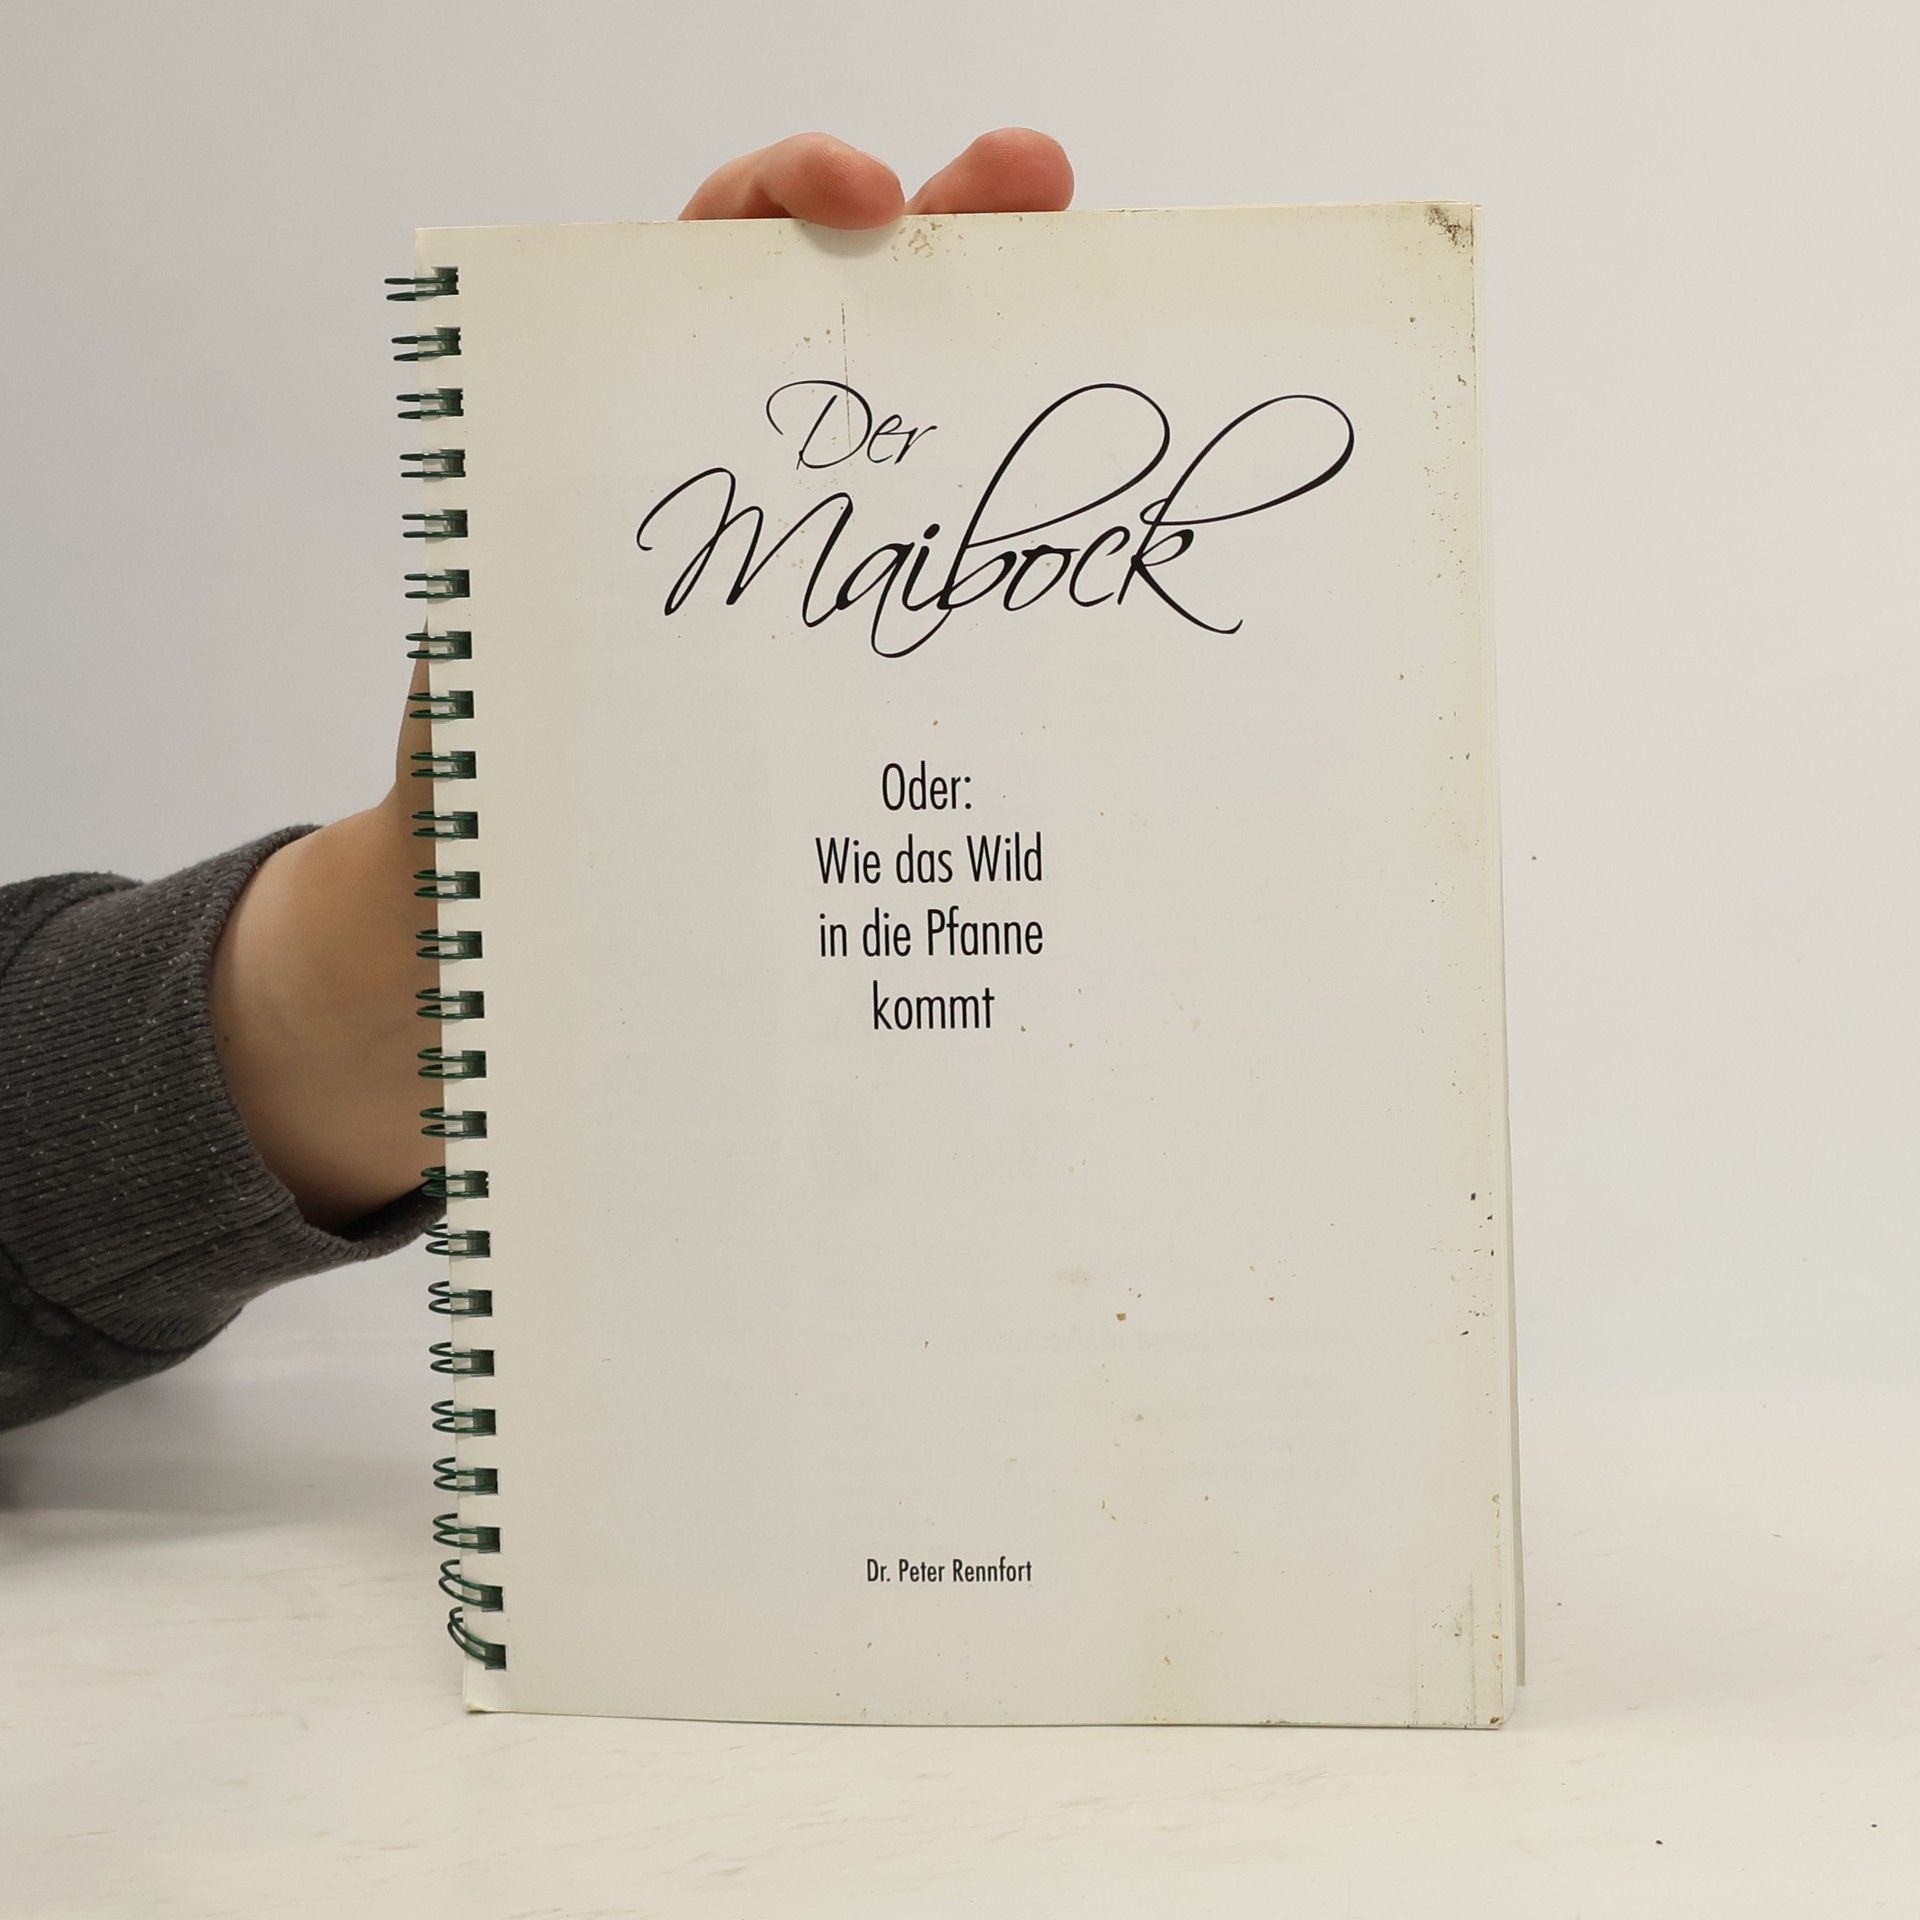 Der
Maibock
Oder:
Wie das Wild
in die Pfanne
kommt
Dr. Peter Rennfort